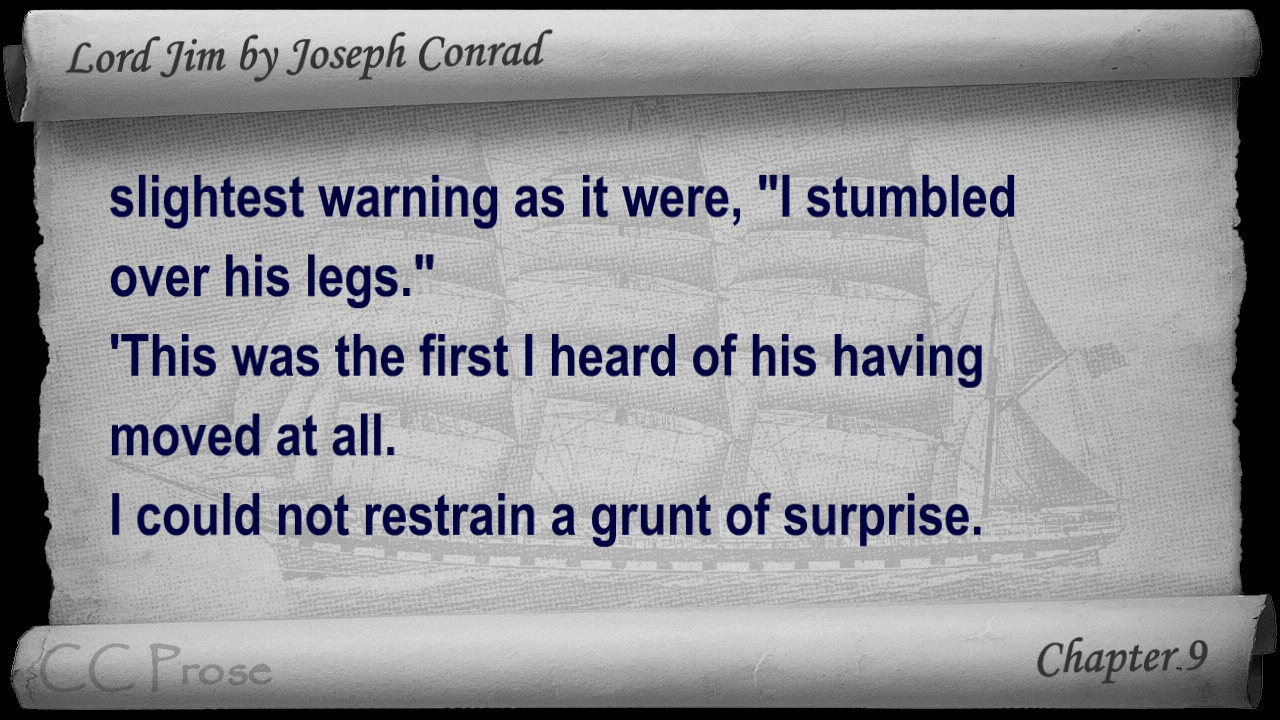 Lord Jim by Joseph Conrad
slightest warning as it were, "I stumbled
over his legs."
'This was the first I heard of his having
moved at all.
I could not restrain a grunt of surprise.
CC Prose
Chapter.9